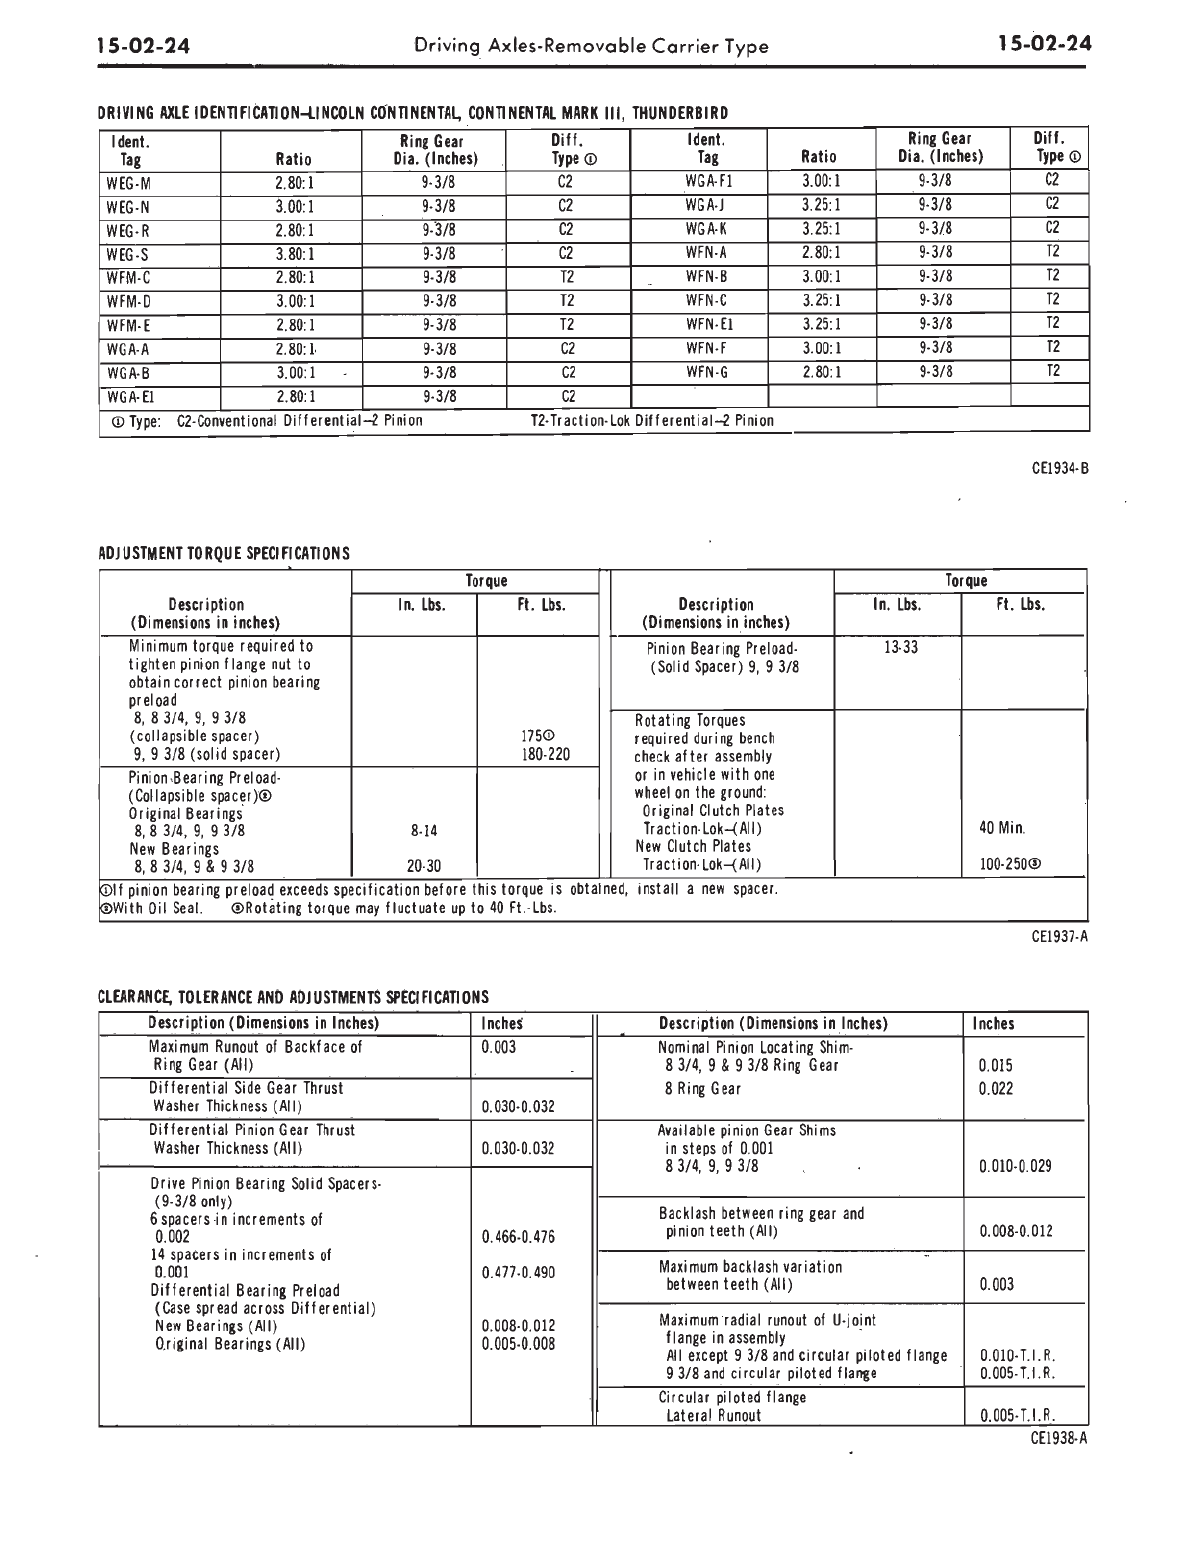 15-02-24 Driving Axles-Removable Carrier Type 15-02-24
DRIVING AXLE IDENTIFICATION—LINCOLN CONTINENTAL, CONTINENTAL MARK III, THUNDERBIRD
Ident. Tag Ratio Ring Gear Dia. (Inches) Diff. Type ① Ident. Tag Ratio Ring Gear Dia. (Inches) Diff. Type ①
WEG-M 2.80:1 9-3/8 C2 WGA-F1 3.00:1 9-3/8 C2
WEG-N 3.00:1 9-3/8 C2 WGA-J 3.25:1 9-3/8 C2
WEG-R 2.80:1 9-3/8 C2 WGA-K 3.25:1 9-3/8 C2
WEG-S 3.80:1 9-3/8 C2 WFN-A 2.80:1 9-3/8 T2
WFM-C 2.80:1 9-3/8 T2 WFN-B 3.00:1 9-3/8 T2
WFM-D 3.00:1 9-3/8 T2 WFN-C 3.25:1 9-3/8 T2
WFM-E 2.80:1 9-3/8 T2 WFN-E1 3.25:1 9-3/8 T2
WGA-A 2.80:1 9-3/8 C2 WFN-F 3.00:1 9-3/8 T2
WGA-B 3.00:1 9-3/8 C2 WFN-G 2.80:1 9-3/8 T2
WGA-E1 2.80:1 9-3/8 C2
① Type: C2-Conventional Differential—2 Pinion T2-Traction-Lok Differential—2 Pinion
CE1934-B
ADJUSTMENT TORQUE SPECIFICATIONS
Description (Dimensions in inches) Torque In. Lbs. Ft. Lbs.
Minimum torque required to
tighten pinion flange nut to
obtain correct pinion bearing
preload
8, 8 3/4, 9, 9 3/8
(collapsible spacer) 175①
9, 9 3/8 (solid spacer) 180-220
Pinion Bearing Preload-
(Collapsible spacer)②
Original Bearings
8, 8 3/4, 9, 9 3/8 8-14
New Bearings
8, 8 3/4, 9 & 9 3/8 20-30
Description (Dimensions in inches) Torque In. Lbs. Ft. Lbs.
Pinion Bearing Preload- 13-33
(Solid Spacer) 9, 9 3/8
Rotating Torques
required during bench
check after assembly
or in vehicle with one
wheel on the ground:
Original Clutch Plates
Traction-Lok—(All) 40 Min.
New Clutch Plates
Traction-Lok—(All) 100-250③
①If pinion bearing preload exceeds specification before this torque is obtained, install a new spacer.
②With Oil Seal. ③Rotating torque may fluctuate up to 40 Ft.-Lbs.
CE1937-A
CLEARANCE, TOLERANCE AND ADJUSTMENTS SPECIFICATIONS
Description (Dimensions in Inches) Inches
Maximum Runout of Backface of 0.003
Ring Gear (All)
Differential Side Gear Thrust
Washer Thickness (All) 0.030-0.032
Differential Pinion Gear Thrust
Washer Thickness (All) 0.030-0.032
Drive Pinion Bearing Solid Spacers-
(9-3/8 only)
6 spacers in increments of
0.002 0.466-0.476
14 spacers in increments of
0.001 0.477-0.490
Differential Bearing Preload
(Case spread across Differential)
New Bearings (All) 0.008-0.012
Original Bearings (All) 0.005-0.008
Description (Dimensions in Inches) Inches
Nominal Pinion Locating Shim-
8 3/4, 9 & 9 3/8 Ring Gear 0.015
8 Ring Gear 0.022
Available pinion Gear Shims
in steps of 0.001
8 3/4, 9, 9 3/8 0.010-0.029
Backlash between ring gear and
pinion teeth (All) 0.008-0.012
Maximum backlash variation
between teeth (All) 0.003
Maximum radial runout of U-joint
flange in assembly
All except 9 3/8 and circular piloted flange 0.010-T.I.R.
9 3/8 and circular piloted flange 0.005-T.I.R.
Circular piloted flange
Lateral Runout 0.005-T.I.R.
CE1938-A